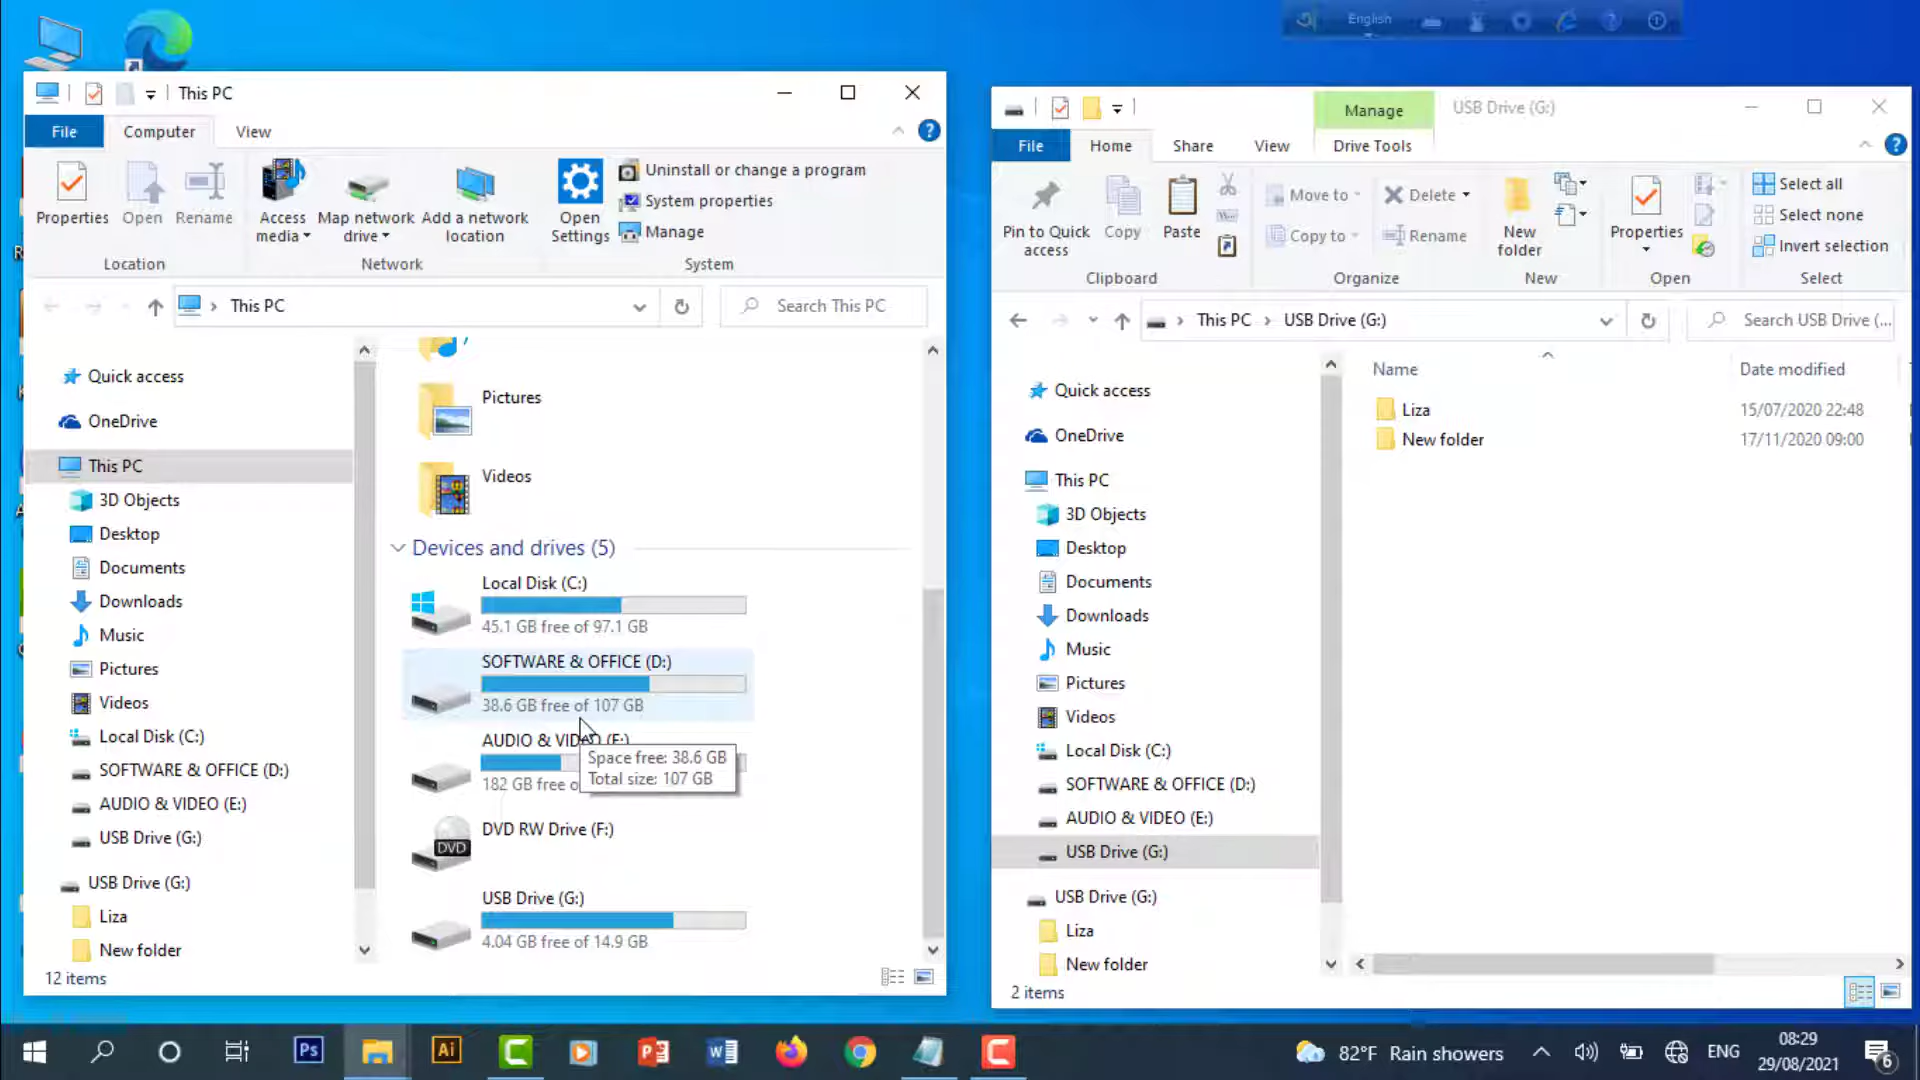 English
This PC
File
Computer
View
Properties
Open
Rename
Access media
Map network drive
Add a network location
Open Settings
Uninstall or change a program
System properties
Manage
Location
Network
System
This PC
Search This PC
Quick access
OneDrive
This PC
3D Objects
Desktop
Documents
Downloads
Music
Pictures
Videos
Local Disk (C:)
SOFTWARE & OFFICE (D:)
AUDIO & VIDEO (E:)
USB Drive (G:)
USB Drive (G:)
Liza
New folder
Pictures
Videos
Devices and drives (5)
Local Disk (C:)
45.1 GB free of 97.1 GB
SOFTWARE & OFFICE (D:)
38.6 GB free of 107 GB
AUDIO & VIDEO (E:)
182 GB free o
Space free: 38.6 GB
Total size: 107 GB
DVD RW Drive (F:)
DVD
USB Drive (G:)
4.04 GB free of 14.9 GB
12 items
Manage
USB Drive (G:)
File
Home
Share
View
Drive Tools
Pin to Quick access
Copy
Paste
Move to
Copy to
Delete
Rename
New folder
Properties
Select all
Select none
Invert selection
Clipboard
Organize
New
Open
Select
This PC
USB Drive (G:)
Search USB Drive (...
Quick access
OneDrive
This PC
3D Objects
Desktop
Documents
Downloads
Music
Pictures
Videos
Local Disk (C:)
SOFTWARE & OFFICE (D:)
AUDIO & VIDEO (E:)
USB Drive (G:)
USB Drive (G:)
Liza
New folder
Name
Date modified
Liza
15/07/2020 22:48
New folder
17/11/2020 09:00
2 items
Ps
Ai
82°F Rain showers
ENG
08:29
29/08/2021
6